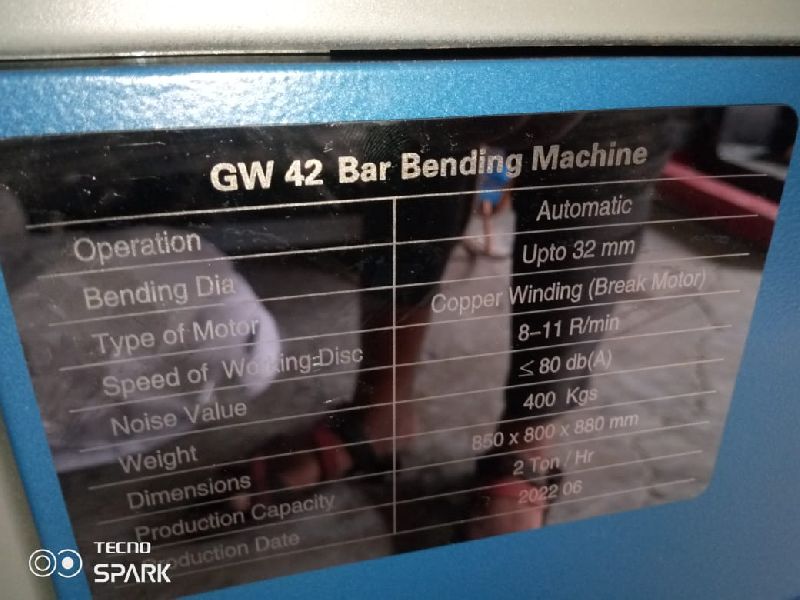 GW 42 Bar Bending Machine
Operation Automatic
Bending Dia Upto 32 mm
Type of Motor Copper Winding (Break Motor)
Speed of Working Disc 8-11 R/min
Noise Value ≤ 80 db(A)
Weight 400 Kgs
Dimensions 850 x 800 x 880 mm
Production Capacity 2 Ton / Hr
Production Date 2022 06
TECNO
SPARK